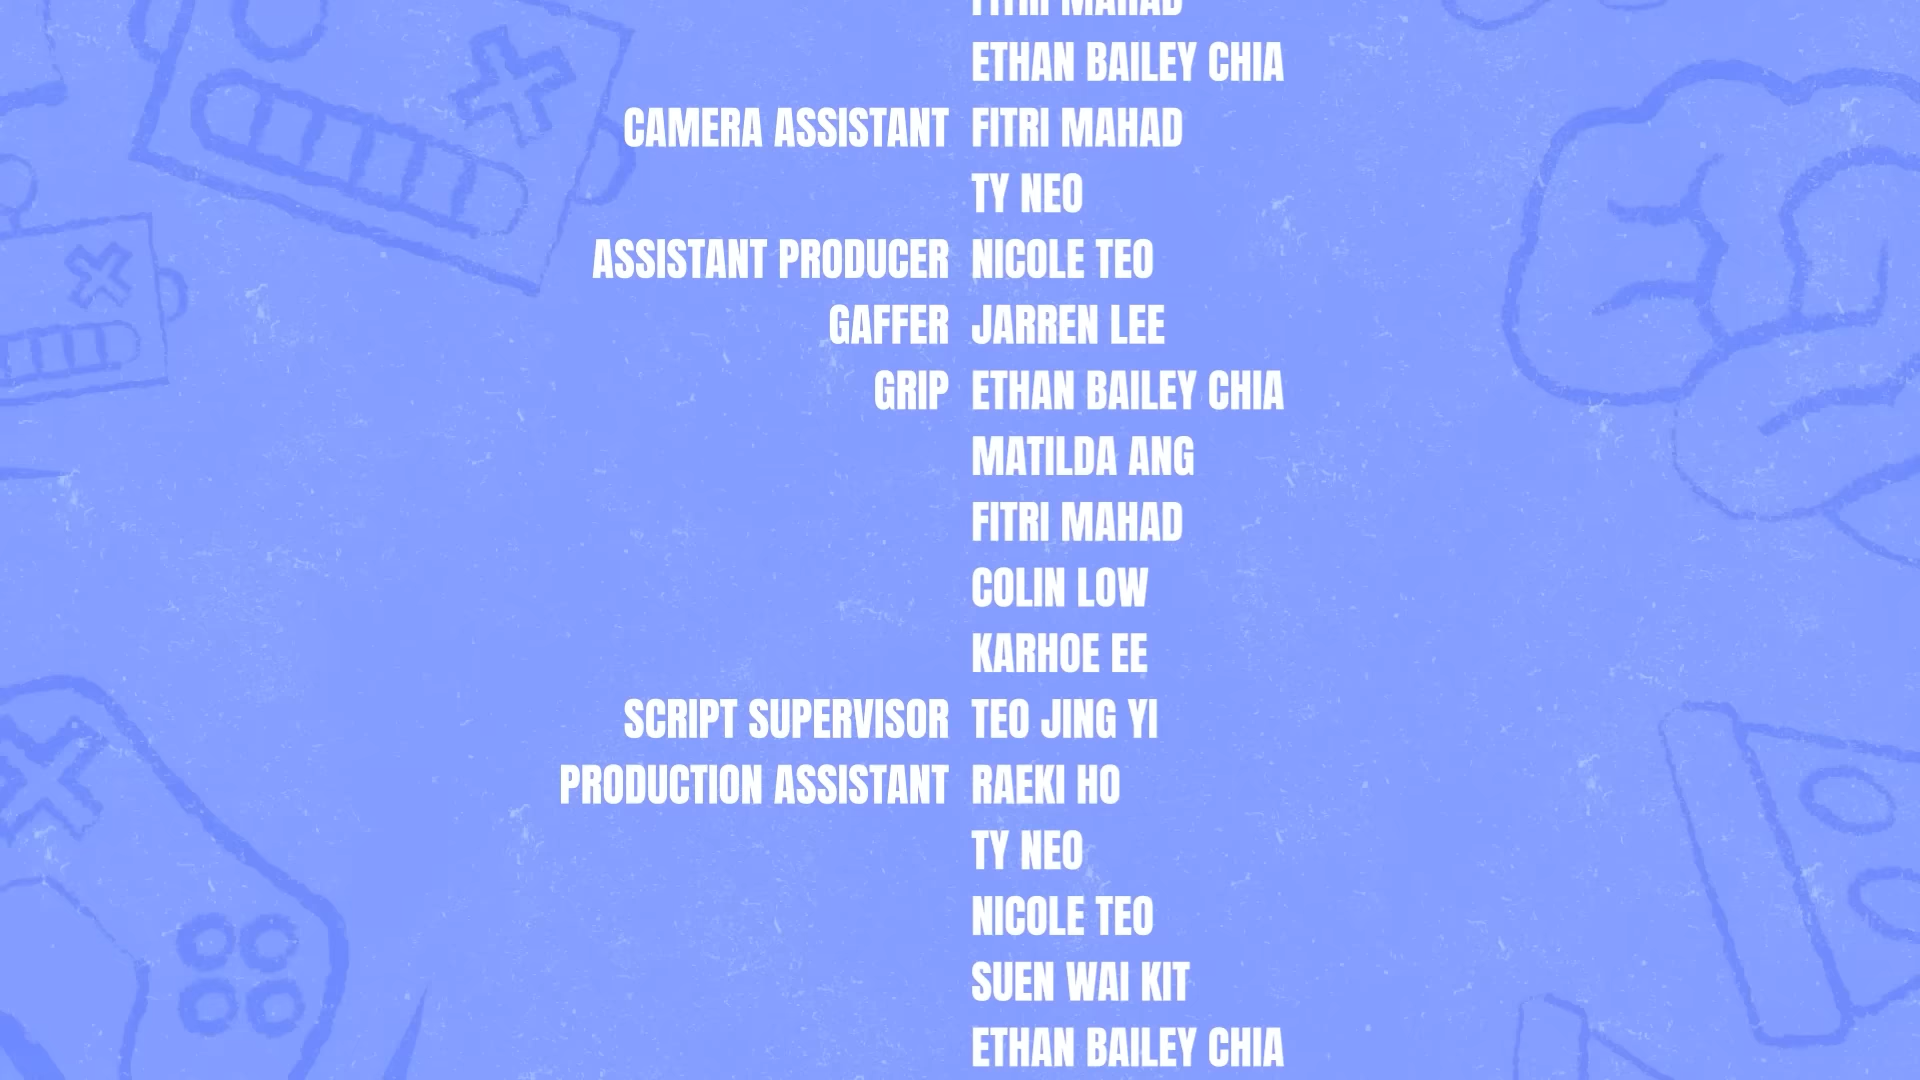 FITRI MAHAD
ETHAN BAILEY CHIA
CAMERA ASSISTANT FITRI MAHAD
TY NEO
ASSISTANT PRODUCER NICOLE TEO
GAFFER JARREN LEE
GRIP ETHAN BAILEY CHIA
MATILDA ANG
FITRI MAHAD
COLIN LOW
KARHOE EE
SCRIPT SUPERVISOR TEO JING YI
PRODUCTION ASSISTANT RAEKI HO
TY NEO
NICOLE TEO
SUEN WAI KIT
ETHAN BAILEY CHIA